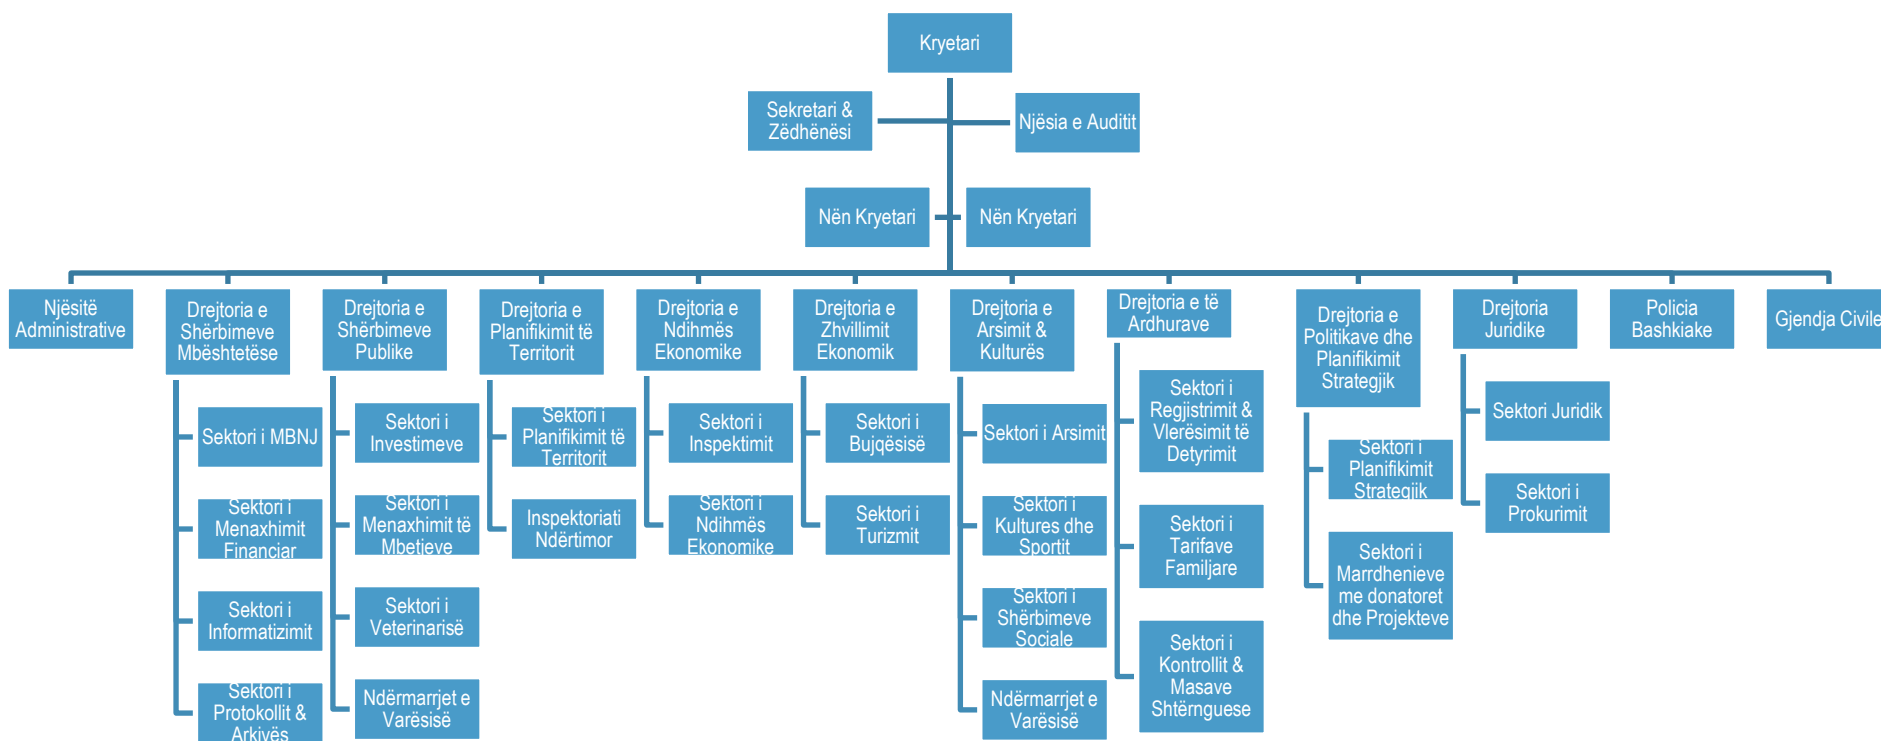 Kryetari
Sekretari &
Zëdhënësi
Njësia e Auditit
Nën Kryetari
Nën Kryetari
Njësitë
Administrative
Drejtoria e
Shërbimeve
Mbështetëse
Sektori i MBNJ
Sektori i
Menaxhimit
Financiar
Sektori i
Informatizimit
Sektori i
Protokollit &
Arkivës
Drejtoria e
Shërbimeve
Publike
Sektori i
Investimeve
Sektori i
Menaxhimit të
Mbetjeve
Sektori i
Veterinarisë
Ndërmarrjet e
Varësisë
Drejtoria e
Planifikimit të
Territorit
Sektori i
Planifikimit të
Territorit
Inspektoriati
Ndërtimor
Drejtoria e
Ndihmës
Ekonomike
Sektori i
Inspektimit
Sektori i
Ndihmës
Ekonomike
Drejtoria e
Zhvillimit
Ekonomik
Sektori i
Bujqësisë
Sektori i
Turizmit
Drejtoria e
Arsimit &
Kulturës
Sektori i Arsimit
Sektori i
Kultures dhe
Sportit
Sektori i
Shërbimeve
Sociale
Ndërmarrjet e
Varësisë
Drejtoria e të
Ardhurave
Sektori i
Regjistrimit &
Vlerësimit të
Detyrimit
Sektori i
Tarifave
Familjare
Sektori i
Kontrollit &
Masave
Shtërnguese
Drejtoria e
Politikave dhe
Planifikimit
Strategjik
Sektori i
Planifikimit
Strategjik
Sektori i
Marrdhenieve
me donatoret
dhe Projekteve
Drejtoria
Juridike
Sektori Juridik
Sektori i
Prokurimit
Policia
Bashkiake
Gjendja Civile